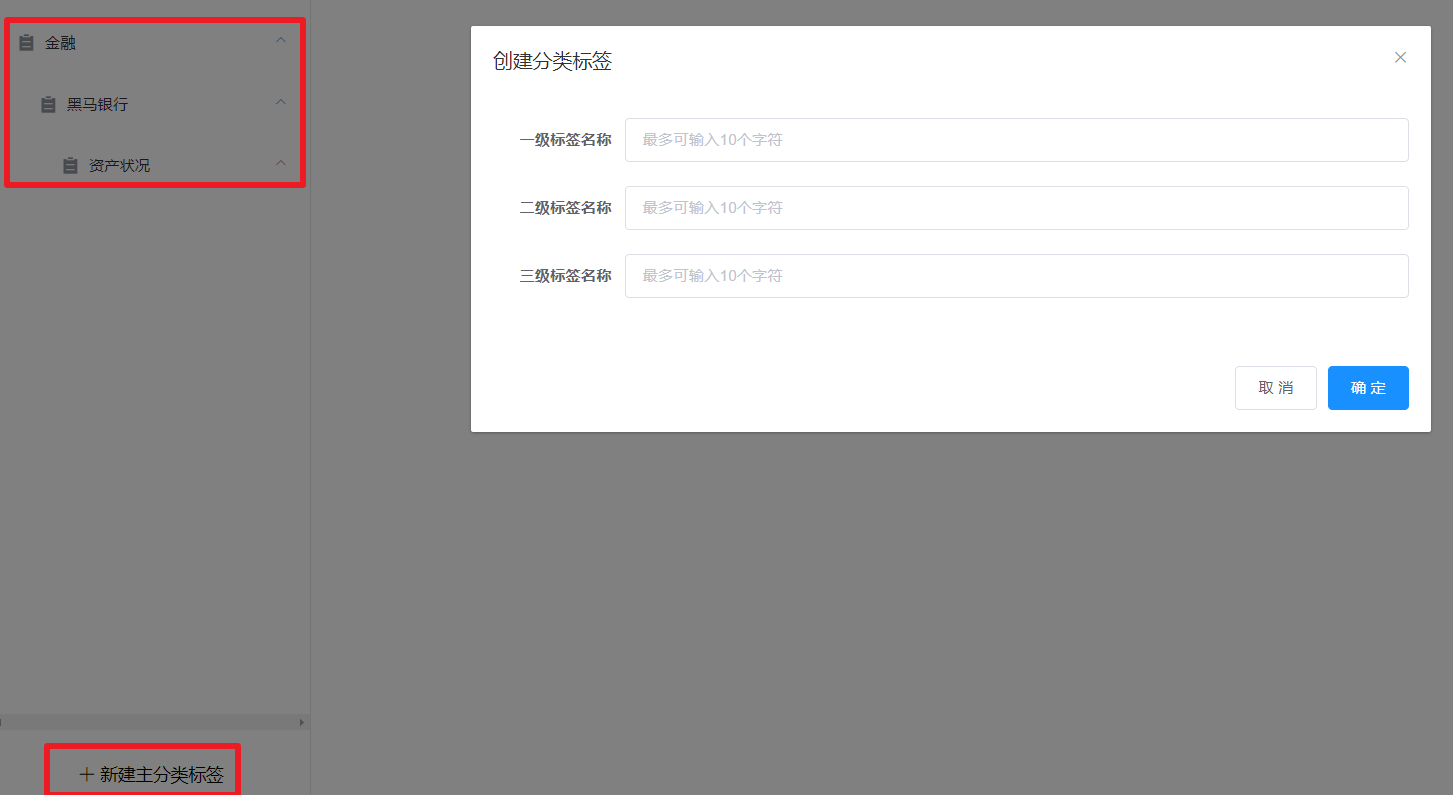 金融
黑马银行
资产状况
新建主分类标签
创建分类标签
一级标签名称 最多可输入10个字符
二级标签名称 最多可输入10个字符
三级标签名称 最多可输入10个字符
取消 确定